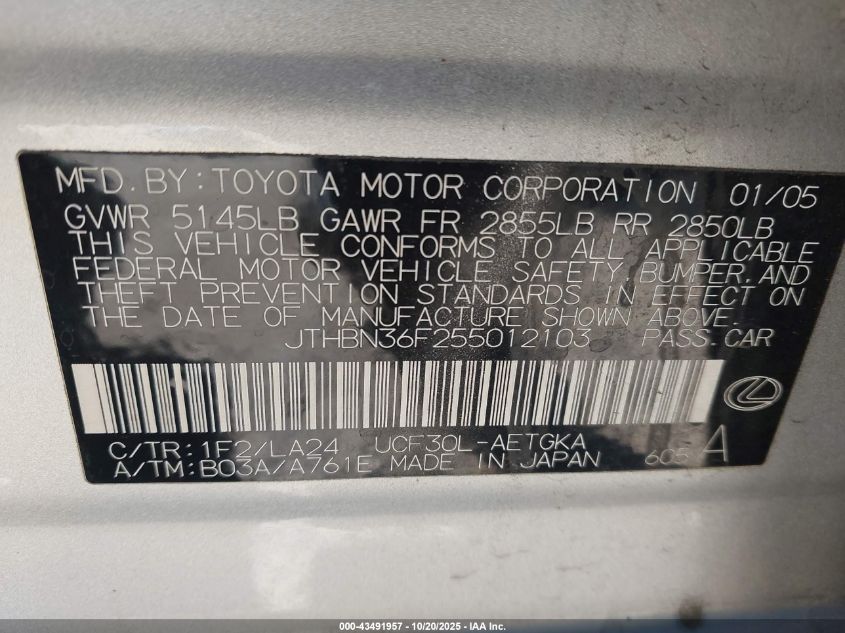 MFD. BY: TOYOTA MOTOR CORPORATION 01/05
GVWR 5145LB GAWR FR 2855LB RR 2850LB
THIS VEHICLE CONFORMS TO ALL APPLICABLE
FEDERAL MOTOR VEHICLE SAFETY, BUMPER, AND
THEFT PREVENTION STANDARDS IN EFFECT ON
THE DATE OF MANUFACTURE SHOWN ABOVE.
JTHBN36F255012103 PASS. CAR
C/TR: 1F2/LA24 UCF30L-AETGKA
A/TM: B03A/A761E MADE IN JAPAN 605 A
000-43491957 - 10/20/2025 - IAA Inc.